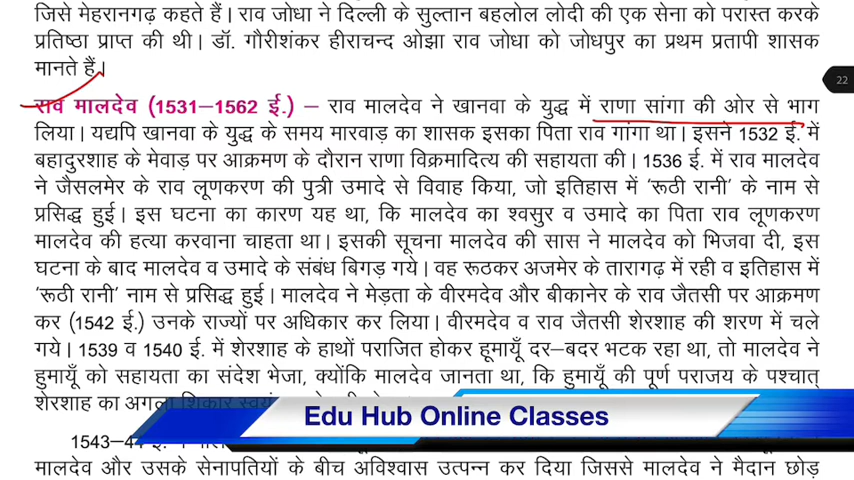 जिसे मेहरानगढ़ कहते हैं। राव जोधा ने दिल्ली के सुल्तान बहलोल लोदी की एक सेना को परास्त करके
प्रतिष्ठा प्राप्त की थी। डॉ. गौरीशंकर हीराचन्द ओझा राव जोधा को जोधपुर का प्रथम प्रतापी शासक
मानते हैं।
22
राव मालदेव (1531–1562 ई.) – राव मालदेव ने खानवा के युद्ध में राणा सांगा की ओर से भाग
लिया। यद्यपि खानवा के युद्ध के समय मारवाड़ का शासक इसका पिता राव गांगा था। इसने 1532 ई. में
बहादुरशाह के मेवाड़ पर आक्रमण के दौरान राणा विक्रमादित्य की सहायता की। 1536 ई. में राव मालदेव
ने जैसलमेर के राव लूणकरण की पुत्री उमादे से विवाह किया, जो इतिहास में 'रूठी रानी' के नाम से
प्रसिद्ध हुई। इस घटना का कारण यह था, कि मालदेव का श्वसुर व उमादे का पिता राव लूणकरण
मालदेव की हत्या करवाना चाहता था। इसकी सूचना मालदेव की सास ने मालदेव को भिजवा दी, इस
घटना के बाद मालदेव व उमादे के संबंध बिगड़ गये। वह रूठकर अजमेर के तारागढ़ में रही व इतिहास में
'रूठी रानी' नाम से प्रसिद्ध हुई। मालदेव ने मेड़ता के वीरमदेव और बीकानेर के राव जैतसी पर आक्रमण
कर (1542 ई.) उनके राज्यों पर अधिकार कर लिया। वीरमदेव व राव जैतसी शेरशाह की शरण में चले
गये। 1539 व 1540 ई. में शेरशाह के हाथों पराजित होकर हूमायूँ दर–बदर भटक रहा था, तो मालदेव ने
हुमायूँ को सहायता का संदेश भेजा, क्योंकि मालदेव जानता था, कि हुमायूँ की पूर्ण पराजय के पश्चात्
शेरशाह का अगला शिकार
Edu Hub Online Classes
1543–44 ई.
मालदेव और उसके सेनापतियों के बीच अविश्वास उत्पन्न कर दिया जिससे मालदेव ने मैदान छोड़